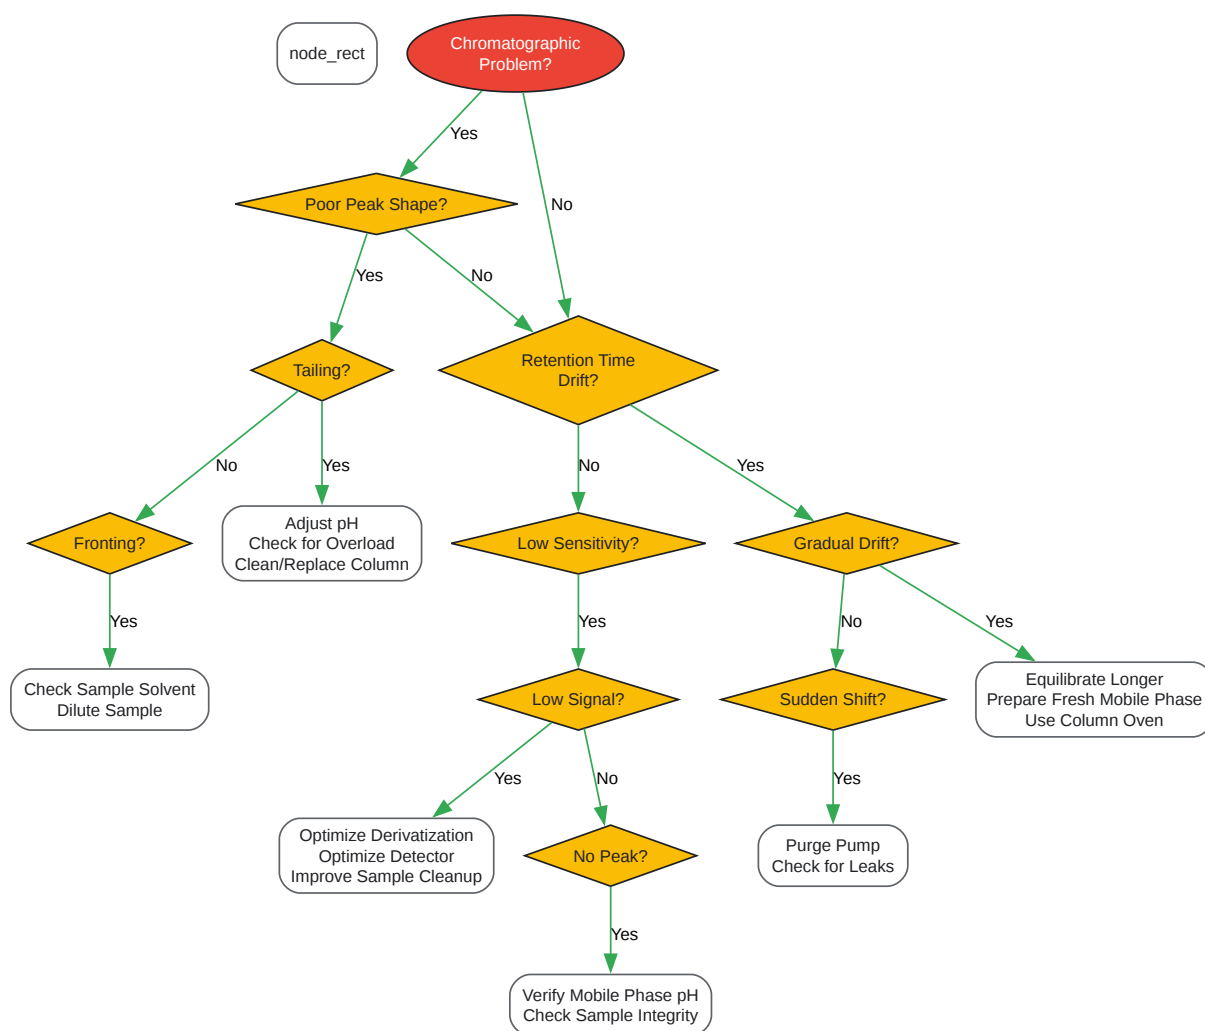 node_rect
Chromatographic
Problem?
Yes
Poor Peak Shape?
No
Yes
No
Tailing?
Retention Time
Drift?
No
Yes
No
Yes
Fronting?
Adjust pH
Check for Overload
Clean/Replace Column
Low Sensitivity?
Gradual Drift?
Yes
Yes
No
Yes
Check Sample Solvent
Dilute Sample
Low Signal?
Sudden Shift?
Equilibrate Longer
Prepare Fresh Mobile Phase
Use Column Oven
Yes
No
Yes
Optimize Derivatization
Optimize Detector
Improve Sample Cleanup
No Peak?
Purge Pump
Check for Leaks
Yes
Verify Mobile Phase pH
Check Sample Integrity